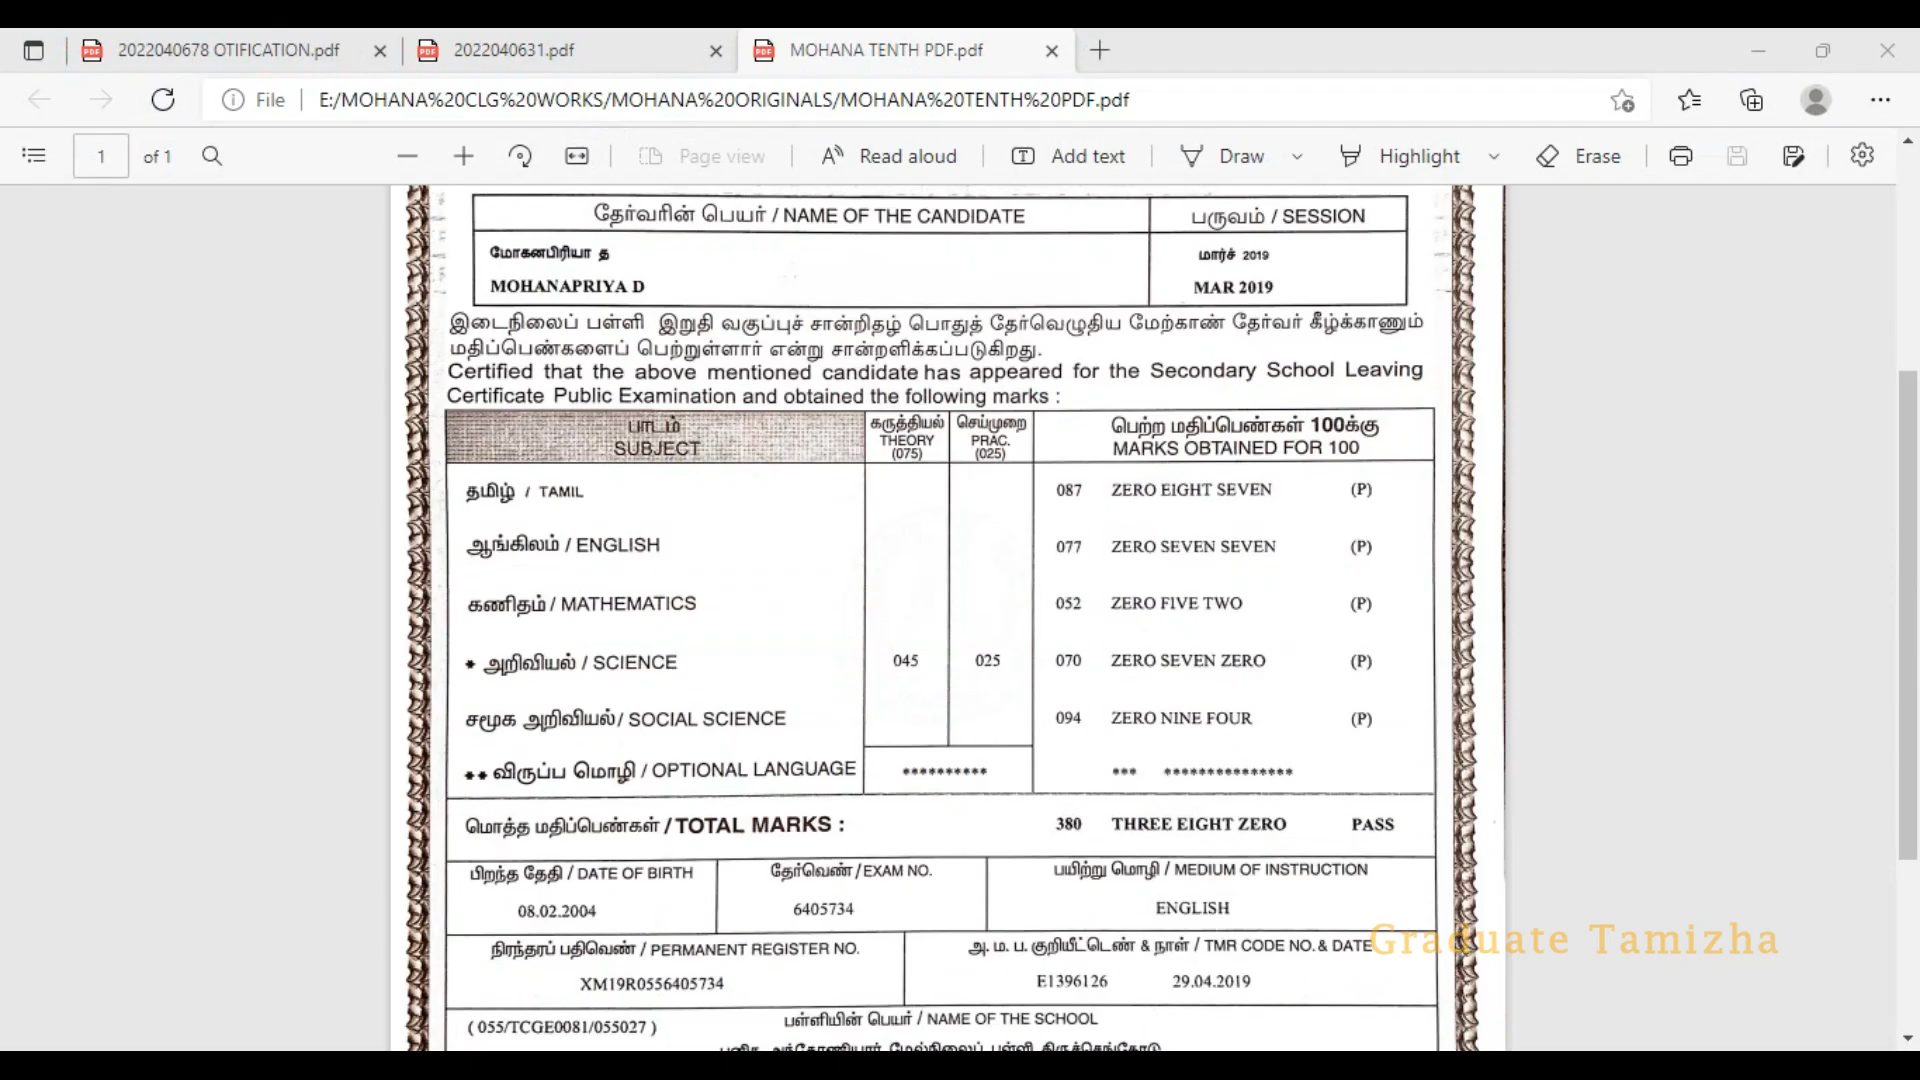 2022040678 OTIFICATION.pdf
2022040631.pdf
MOHANA TENTH PDF.pdf
File
E:/MOHANA%20CLG%20WORKS/MOHANA%20ORIGINALS/MOHANA%20TENTH%20PDF.pdf
1 of 1
Page view
Read aloud
Add text
Draw
Highlight
Erase
தேர்வரின் பெயர் / NAME OF THE CANDIDATE
பருவம் / SESSION
மோகனபிரியா த
மார்ச் 2019
MOHANAPRIYA D
MAR 2019
இடைநிலைப் பள்ளி இறுதி வகுப்புச் சான்றிதழ் பொதுத் தேர்வெழுதிய மேற்காண் தேர்வர் கீழ்க்காணும்
மதிப்பெண்களைப் பெற்றுள்ளார் என்று சான்றளிக்கப்படுகிறது.
Certified that the above mentioned candidate has appeared for the Secondary School Leaving
Certificate Public Examination and obtained the following marks :
பாடம்
SUBJECT
கருத்தியல்
THEORY
(075)
செய்முறை
PRAC.
(025)
பெற்ற மதிப்பெண்கள் 100க்கு
MARKS OBTAINED FOR 100
தமிழ் / TAMIL 087 ZERO EIGHT SEVEN (P)
ஆங்கிலம் / ENGLISH 077 ZERO SEVEN SEVEN (P)
கணிதம் / MATHEMATICS 052 ZERO FIVE TWO (P)
* அறிவியல் / SCIENCE 045 025 070 ZERO SEVEN ZERO (P)
சமூக அறிவியல்/ SOCIAL SCIENCE 094 ZERO NINE FOUR (P)
** விருப்ப மொழி / OPTIONAL LANGUAGE ********** *** ***************
மொத்த மதிப்பெண்கள் / TOTAL MARKS : 380 THREE EIGHT ZERO PASS
பிறந்த தேதி / DATE OF BIRTH
தேர்வெண் / EXAM NO.
பயிற்று மொழி / MEDIUM OF INSTRUCTION
08.02.2004
6405734
ENGLISH
நிரந்தரப் பதிவெண் / PERMANENT REGISTER NO.
அ. ம. ப. குறியீட்டெண் & நாள் / TMR CODE NO. & DATE
XM19R0556405734
E1396126 29.04.2019
Graduate Tamizha
( 055/TCGE0081/055027 )
பள்ளியின் பெயர் / NAME OF THE SCHOOL